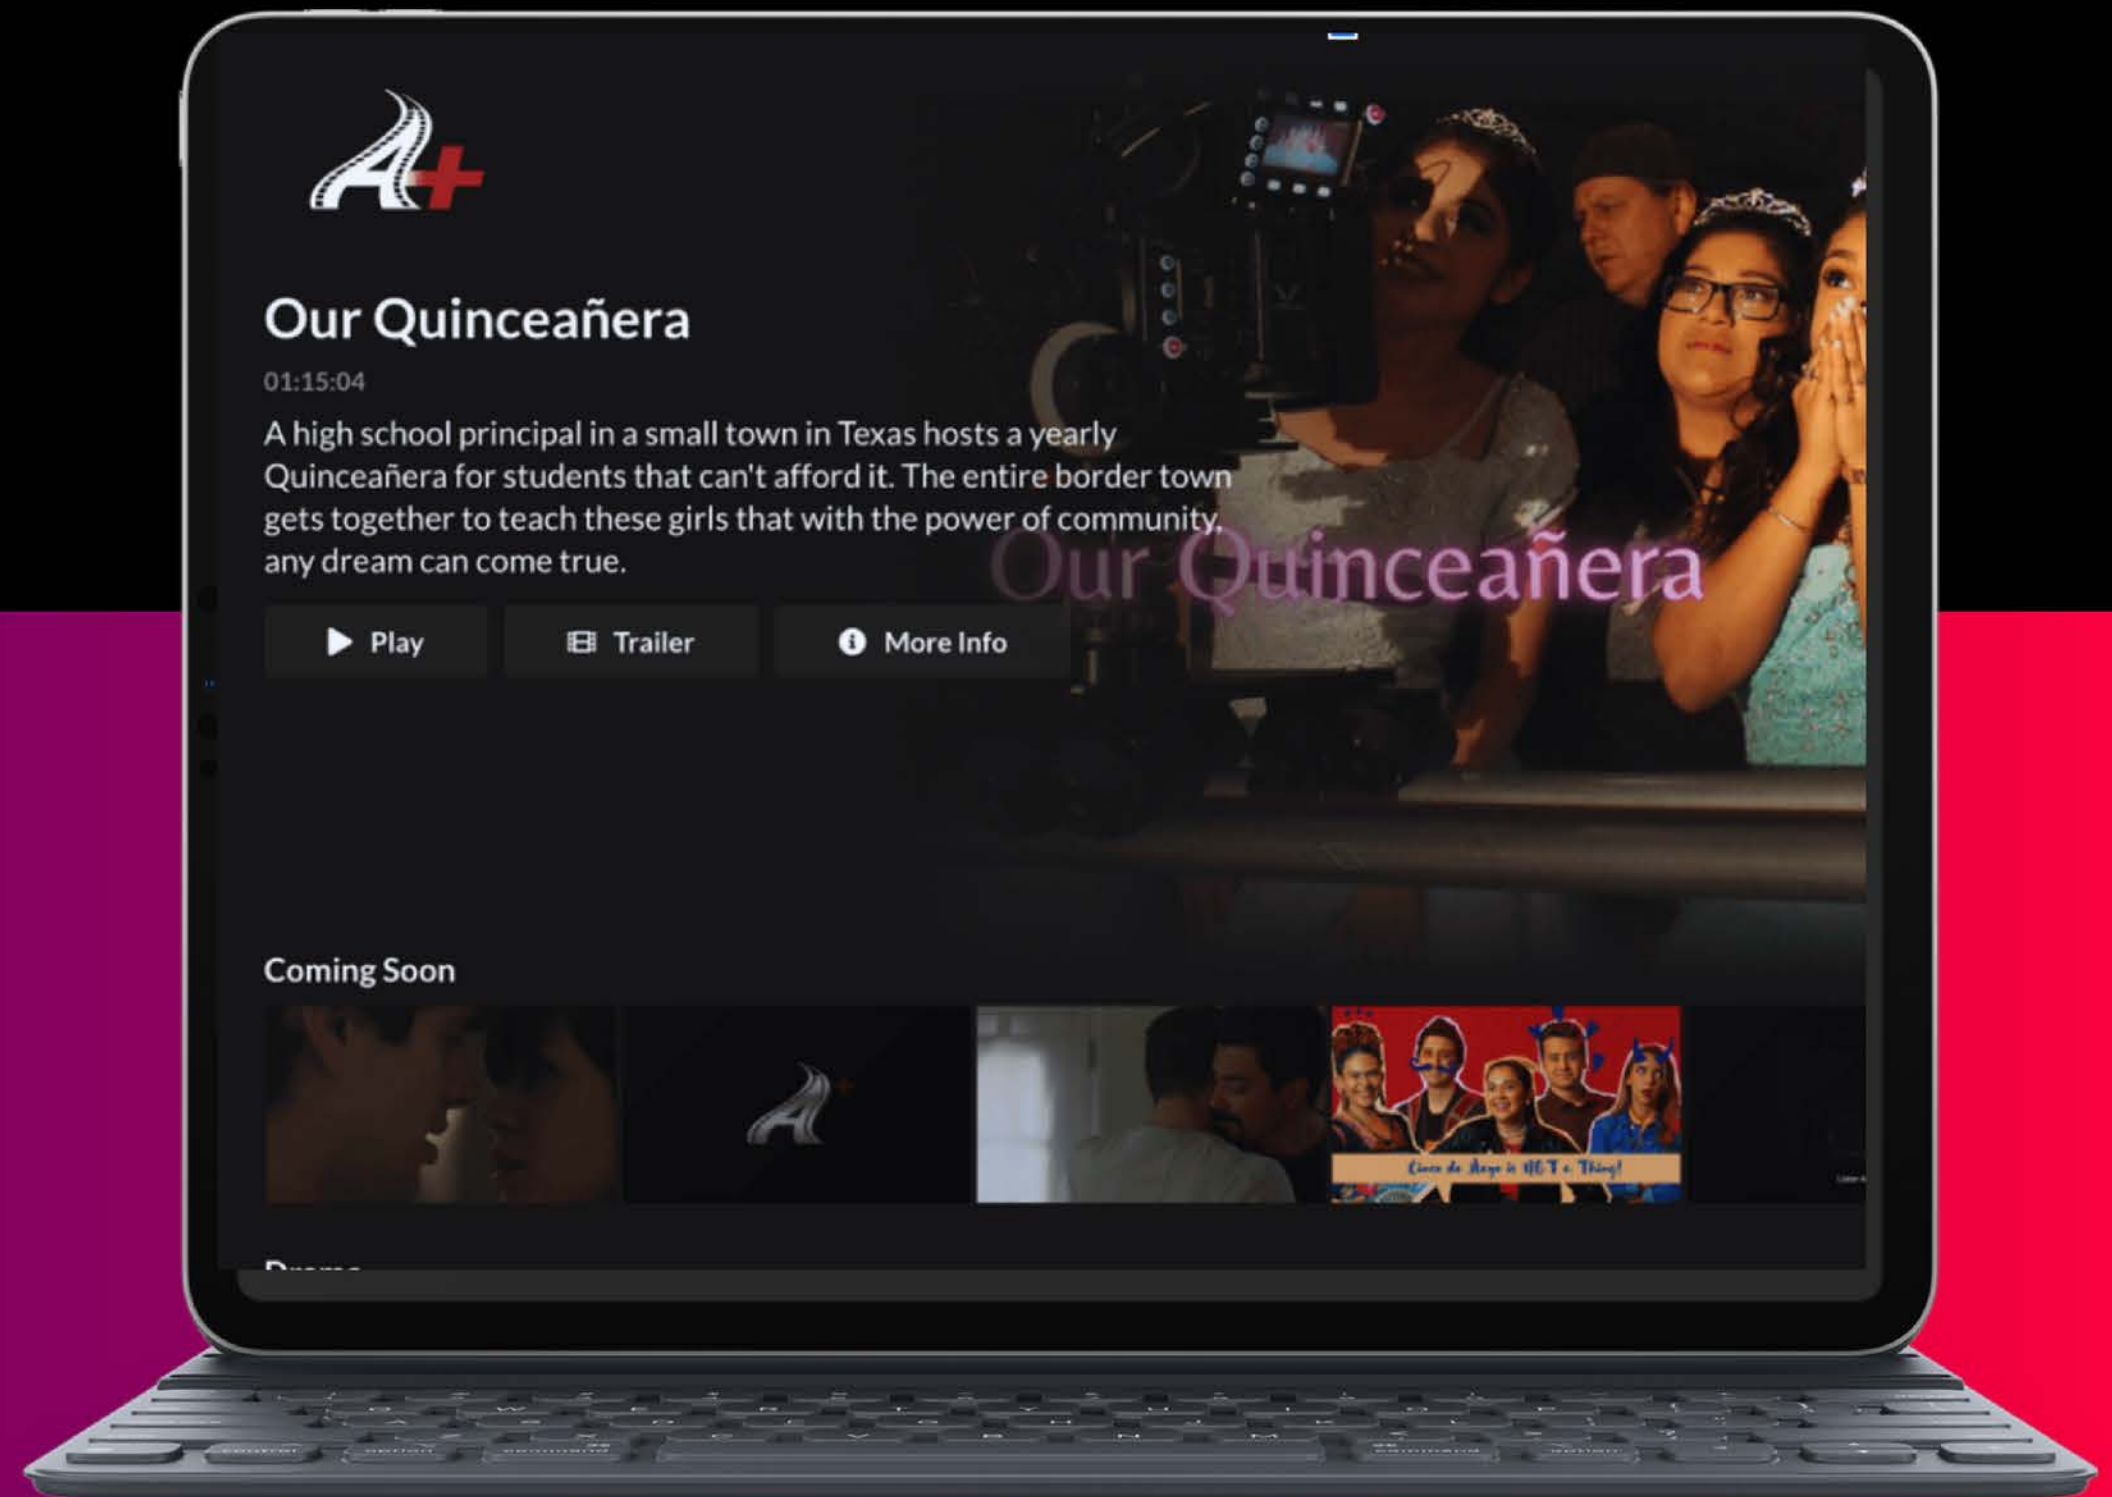 A+
Our Quinceañera
01:15:04
A high school principal in a small town in Texas hosts a yearly
Quinceañera for students that can't afford it. The entire border town
gets together to teach these girls that with the power of community,
any dream can come true.
Our Quinceañera
Play
Trailer
More Info
Coming Soon
A
Cinco de Mayo is NOT a Thing!
Drama